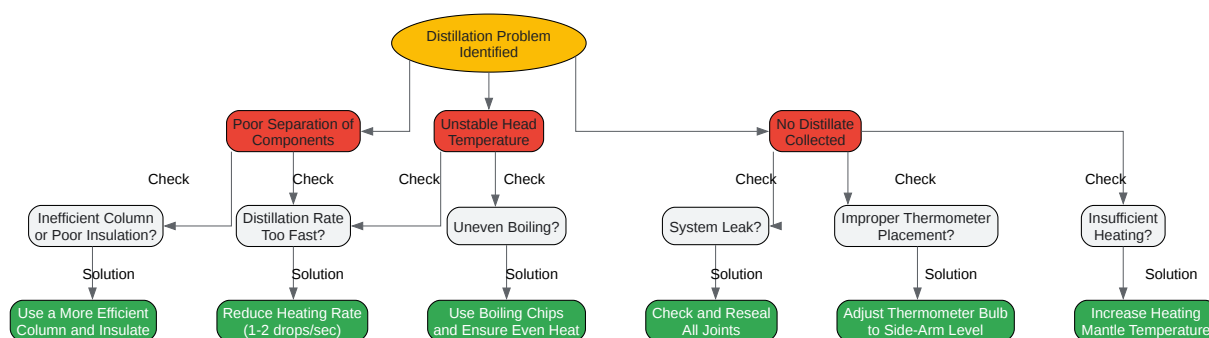 Distillation Problem
Identified
Poor Separation of
Components
Unstable Head
Temperature
No Distillate
Collected
Check
Check
Check
Check
Check
Check
Check
Inefficient Column
or Poor Insulation?
Distillation Rate
Too Fast?
Uneven Boiling?
System Leak?
Improper Thermometer
Placement?
Insufficient
Heating?
Solution
Solution
Solution
Solution
Solution
Solution
Use a More Efficient
Column and Insulate
Reduce Heating Rate
(1-2 drops/sec)
Use Boiling Chips
and Ensure Even Heat
Check and Reseal
All Joints
Adjust Thermometer Bulb
to Side-Arm Level
Increase Heating
Mantle Temperature